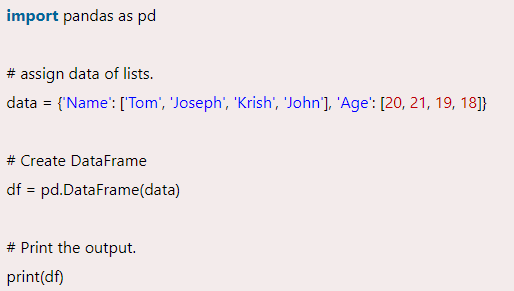 import pandas as pd
# assign data of lists.
data = {'Name': ['Tom', 'Joseph', 'Krish', 'John'], 'Age': [20, 21, 19, 18]}
# Create DataFrame
df = pd.DataFrame(data)
# Print the output.
print(df)